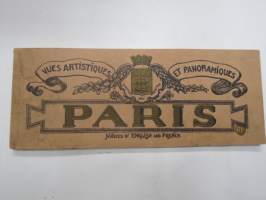 VUES ARTISTIQUES ET PANORAMIQUES
PARIS
NOTICES IN ENGLISH AND FRENCH